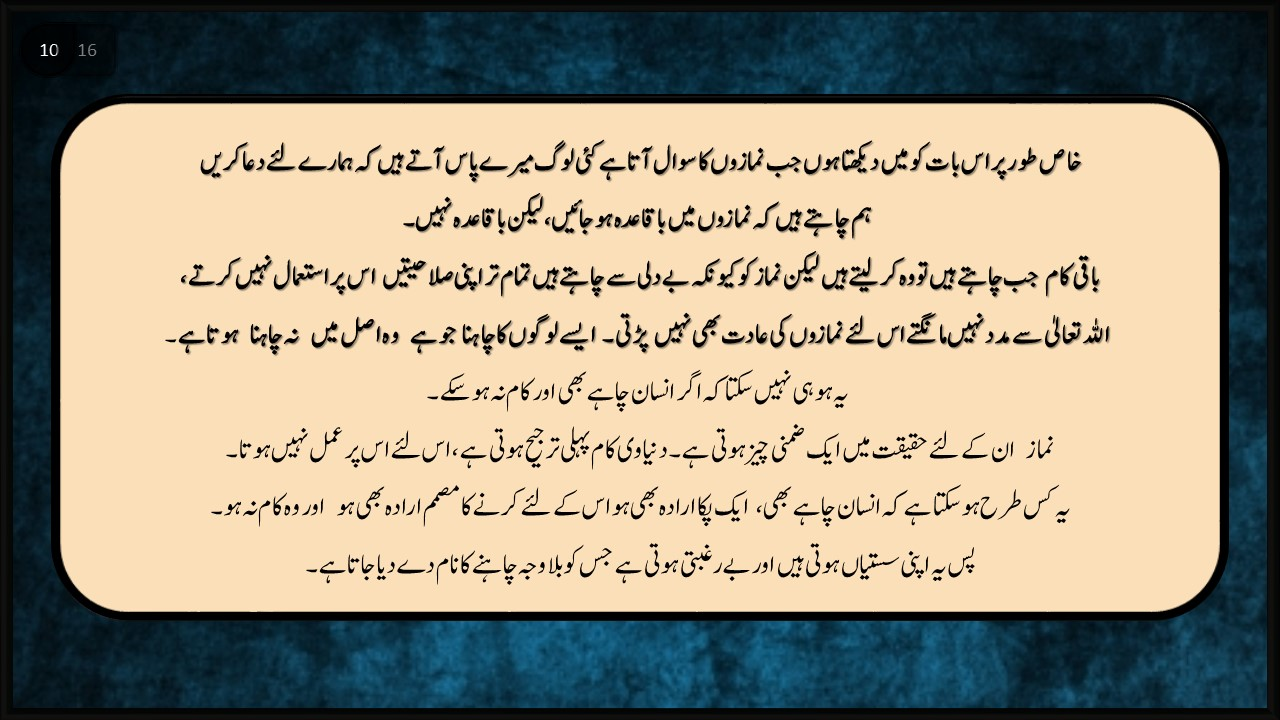 10 16
خاص طور پر اس بات کو میں دیکھتا ہوں جب نمازوں کا سوال آتا ہے کئی لوگ میرے پاس آتے ہیں کہ ہمارے لئے دعا کریں
ہم چاہتے ہیں کہ نمازوں میں باقاعدہ ہو جائیں، لیکن باقاعدہ نہیں۔
باقی کام جب چاہتے ہیں تو وہ کر لیتے ہیں لیکن نماز کو کیونکہ بے دلی سے چاہتے ہیں تمام تر اپنی صلاحیتیں اس پر استعمال نہیں کرتے،
اللہ تعالیٰ سے مدد نہیں مانگتے اس لئے نمازوں کی عادت بھی نہیں پڑتی۔ ایسے لوگوں کا چاہنا جو ہے وہ اصل میں نہ چاہنا ہوتا ہے۔
یہ ہو ہی نہیں سکتا کہ اگر انسان چاہے بھی اور کام نہ ہو سکے۔
نماز ان کے لئے حقیقت میں ایک ضمنی چیز ہوتی ہے۔ دنیاوی کام پہلی ترجیح ہوتی ہے، اس لئے اس پر عمل نہیں ہوتا۔
یہ کس طرح ہو سکتا ہے کہ انسان چاہے بھی، ایک پکا ارادہ بھی ہو اس کے لئے کرنے کا مصمم ارادہ بھی ہو اور وہ کام نہ ہو۔
پس یہ اپنی سستیاں ہوتی ہیں اور بے رغبتی ہوتی ہے جس کو بلا وجہ چاہنے کا نام دے دیا جاتا ہے۔